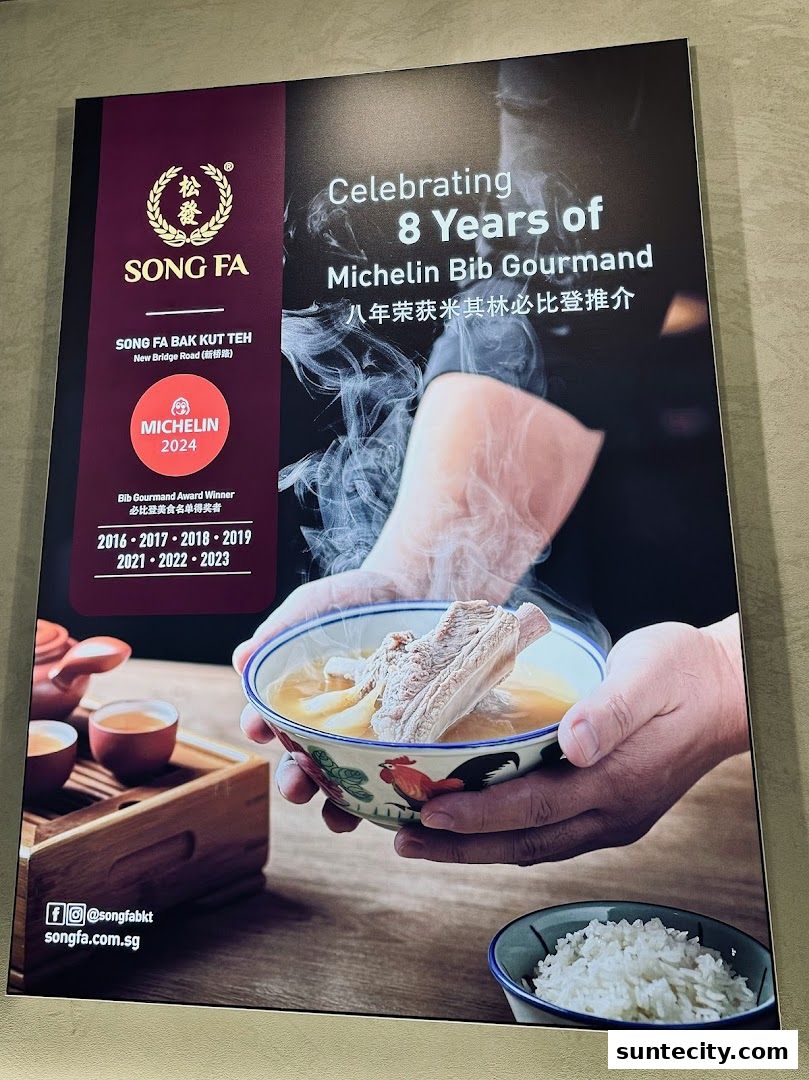 松
發
®
SONG FA
SONG FA BAK KUT TEH
New Bridge Road (新桥路)
MICHELIN
2024
Bib Gourmand Award Winner
必比登美食名单得奖者
2016 • 2017 • 2018 • 2019
2021 • 2022 • 2023
Celebrating
8 Years of
Michelin Bib Gourmand
八年荣获米其林必比登推介
@songfabkt
songfa.com.sg
suntecity.com